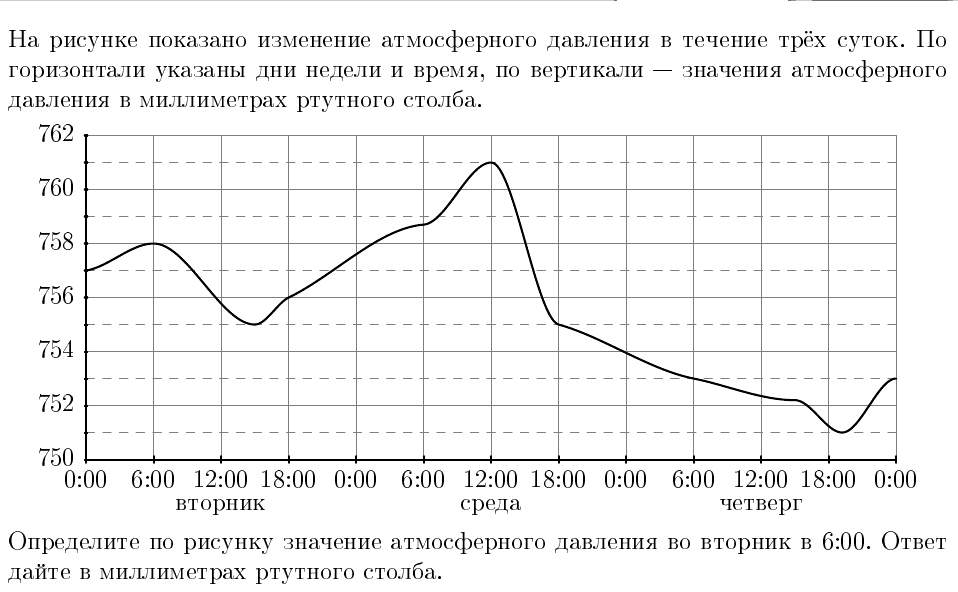 На рисунке показано изменение атмосферного давления в течение трёх суток. По
горизонтали указаны дни недели и время, по вертикали — значения атмосферного
давления в миллиметрах ртутного столба.
762
760
758
756
754
752
750
0:00 6:00 12:00 18:00 0:00 6:00 12:00 18:00 0:00 6:00 12:00 18:00 0:00
вторник среда четверг
Определите по рисунку значение атмосферного давления во вторник в 6:00. Ответ
дайте в миллиметрах ртутного столба.